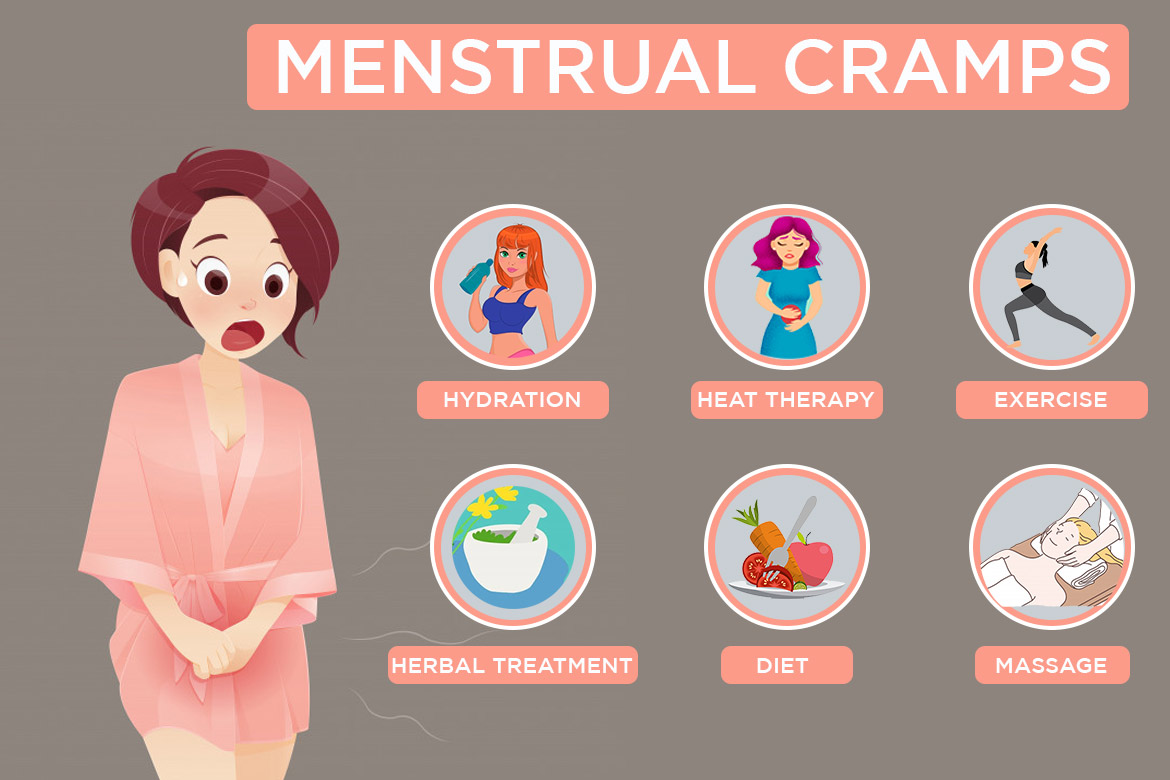 MENSTRUAL CRAMPS
HYDRATION
HEAT THERAPY
EXERCISE
HERBAL TREATMENT
DIET
MASSAGE